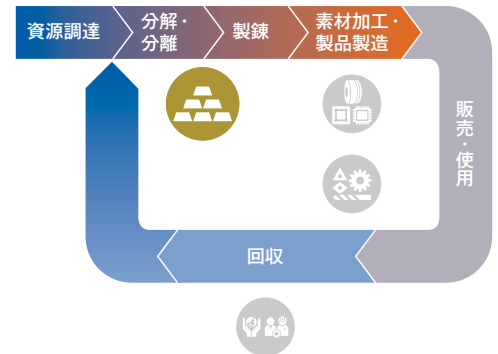 資源調達
分解・
分離
製錬
素材加工・
製品製造
販売・使用
回収